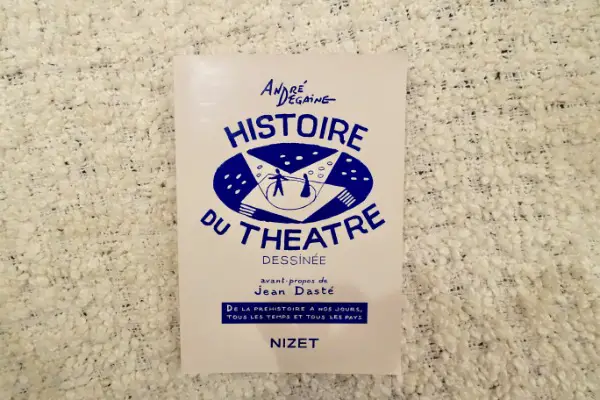 ANDRÉ
DEGAINE
HISTOIRE
DU THEATRE
DESSINÉE
avant-propos de
Jean Dasté
DE LA PREHISTOIRE A NOS JOURS,
TOUS LES TEMPS ET TOUS LES PAYS
NIZET